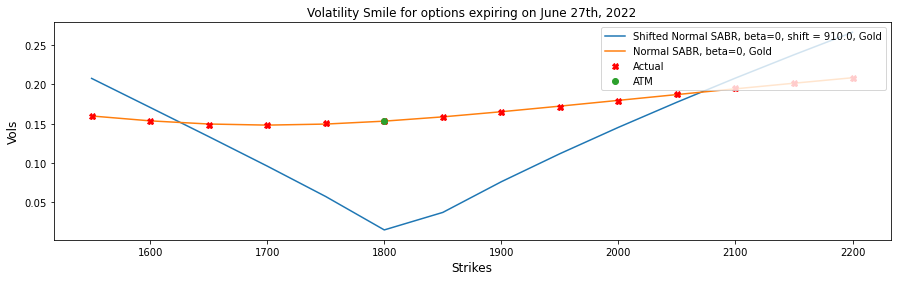 Volatility Smile for options expiring on June 27th, 2022
Shifted Normal SABR, beta=0, shift = 910.0, Gold
Normal SABR, beta=0, Gold
Actual
ATM
0.25
0.20
0.15
0.10
0.05
Vols
1600 1700 1800 1900 2000 2100 2200
Strikes